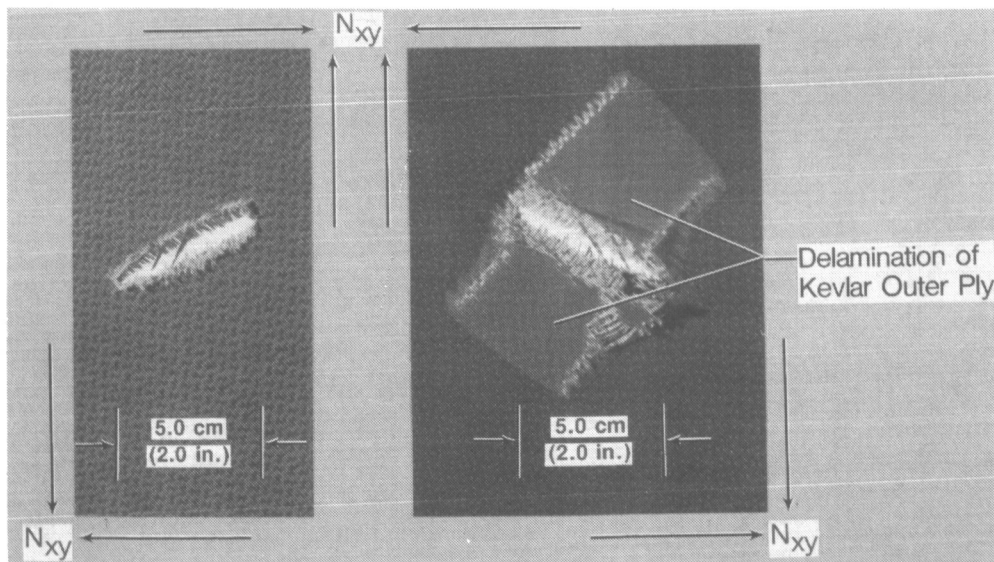 Nxy
Delamination of
Kevlar Outer Ply
5.0 cm
(2.0 in.)
5.0 cm
(2.0 in.)
Nxy
Nxy